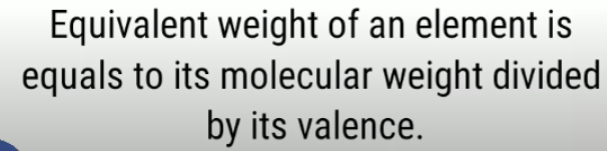 Equivalent weight of an element is
equals to its molecular weight divided
by its valence.